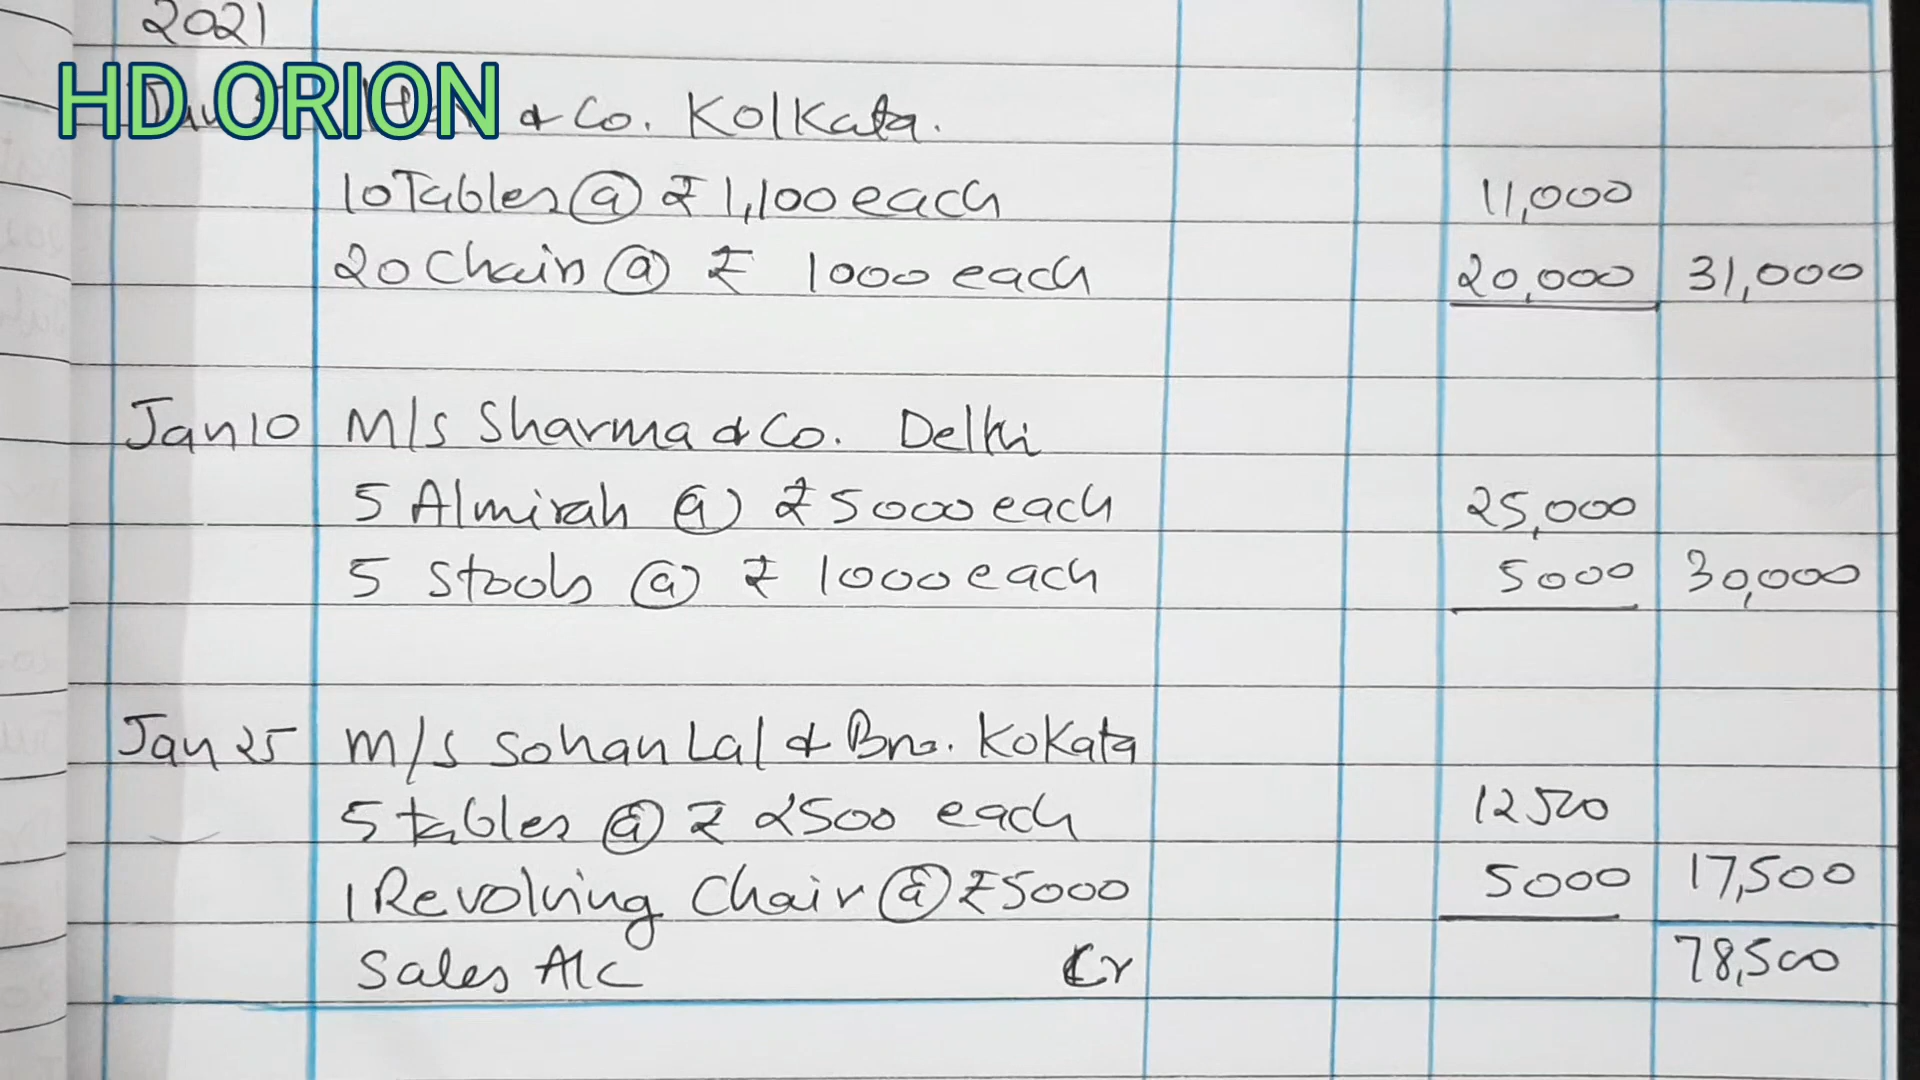 2021
HD ORION
& Co. Kolkata.
10 Tables @ ₹ 1,100 each 11,000
20 Chairs @ ₹ 1000 each 20,000 31,000
Jan 10 M/S Sharma & Co. Delhi
5 Almirah @ ₹ 5000 each 25,000
5 Stools @ ₹ 1000 each 5000 30,000
Jan 25 M/S Sohan Lal & Bro. KoKata
5 tables @ ₹ 2500 each 12500
1 Revolving Chair @ ₹5000 5000 17,500
Sales A/C Cr 78,500